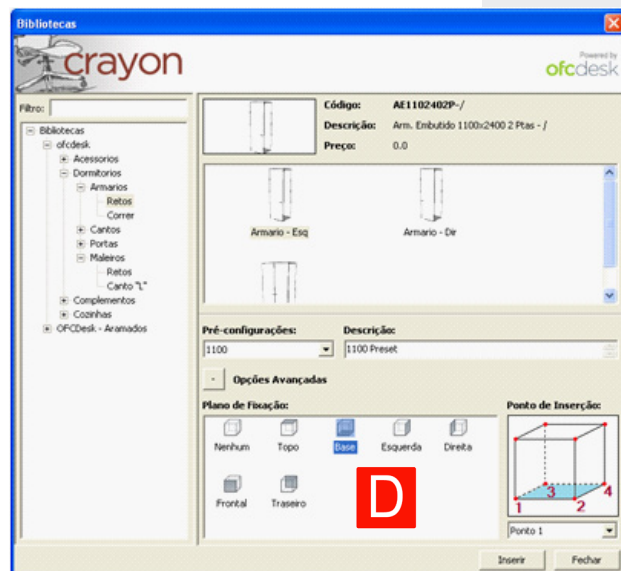 Bibliotecas
crayon
Powered by
ofcdesk
Filtro:
Bibliotecas
ofcdesk
Acessorios
Dormitorios
Armarios
Retos
Correr
Cantos
Portas
Maleiros
Retos
Canto "L"
Complementos
Cozinhas
OFCDesk - Aramados
Código: AE1102402P-/
Descrição: Arm. Embutido 1100x2400 2 Ptas - /
Preço: 0.0
Armario - Esq Armario - Dir
Pré-configurações: Descrição:
1100 1100 Preset
- Opções Avançadas
Plano de Fixação: Ponto de Inserção:
Nenhum Topo Base Esquerda Direita
Frontal Traseiro
D
3 4
1 2
Ponto 1
Inserir Fechar